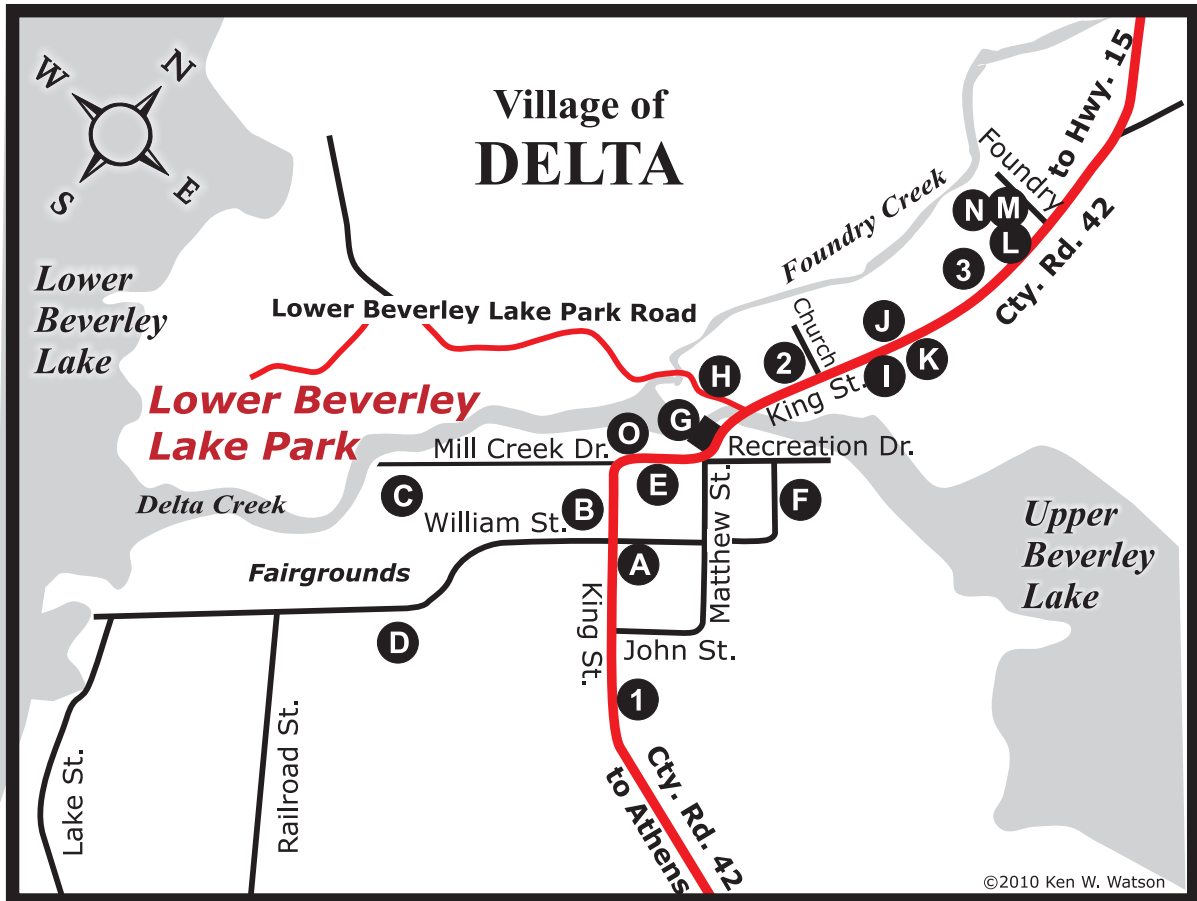 W
N
S
E
Village of
DELTA
to Hwy. 15
Foundry
Foundry Creek
N
M
L
3
Cty. Rd. 42
Lower
Beverley
Lake
Lower Beverley Lake Park Road
Church
J
2
K
I
H
King St.
Lower Beverley
Lake Park
G
O
Mill Creek Dr.
Recreation Dr.
E
C
B
F
Delta Creek
William St.
Matthew St.
Upper
Beverley
Lake
A
Fairgrounds
King St.
D
John St.
1
Lake St.
Railroad St.
Cty. Rd. 42
to Athens
©2010 Ken W. Watson